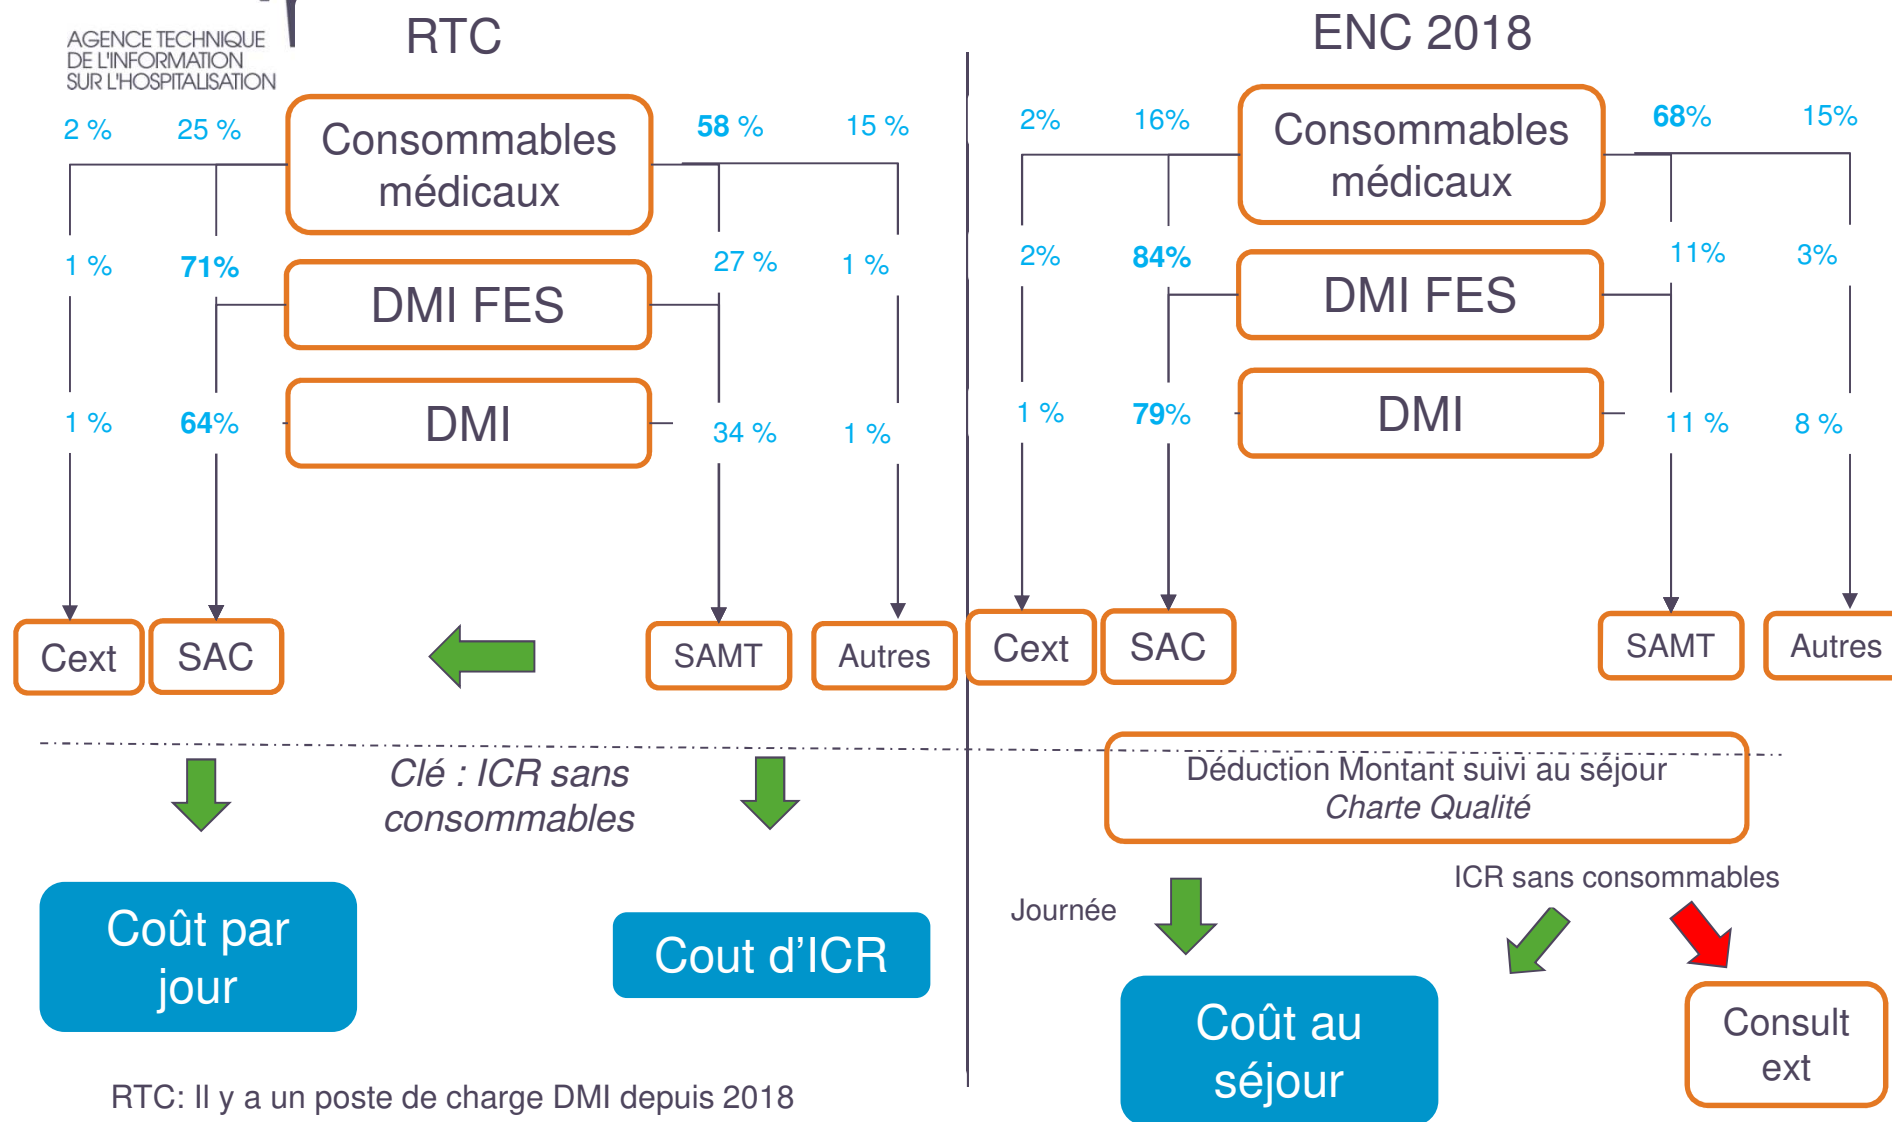 AGENCE TECHNIQUE
DE L'INFORMATION
SUR L'HOSPITALISATION
RTC
2 %
25 %
Consommables
médicaux
58 %
15 %
1 %
71%
DMI FES
27 %
1 %
1 %
64%
DMI
34 %
1 %
Cext
SAC
SAMT
Autres
Clé : ICR sans
consommables
Coût par
jour
Cout d'ICR
RTC: Il y a un poste de charge DMI depuis 2018
ENC 2018
2%
16%
Consommables
médicaux
68%
15%
2%
84%
DMI FES
11%
3%
1 %
79%
DMI
11 %
8 %
Cext
SAC
SAMT
Autres
Déduction Montant suivi au séjour
Charte Qualité
Journée
ICR sans consommables
Coût au
séjour
Consult
ext